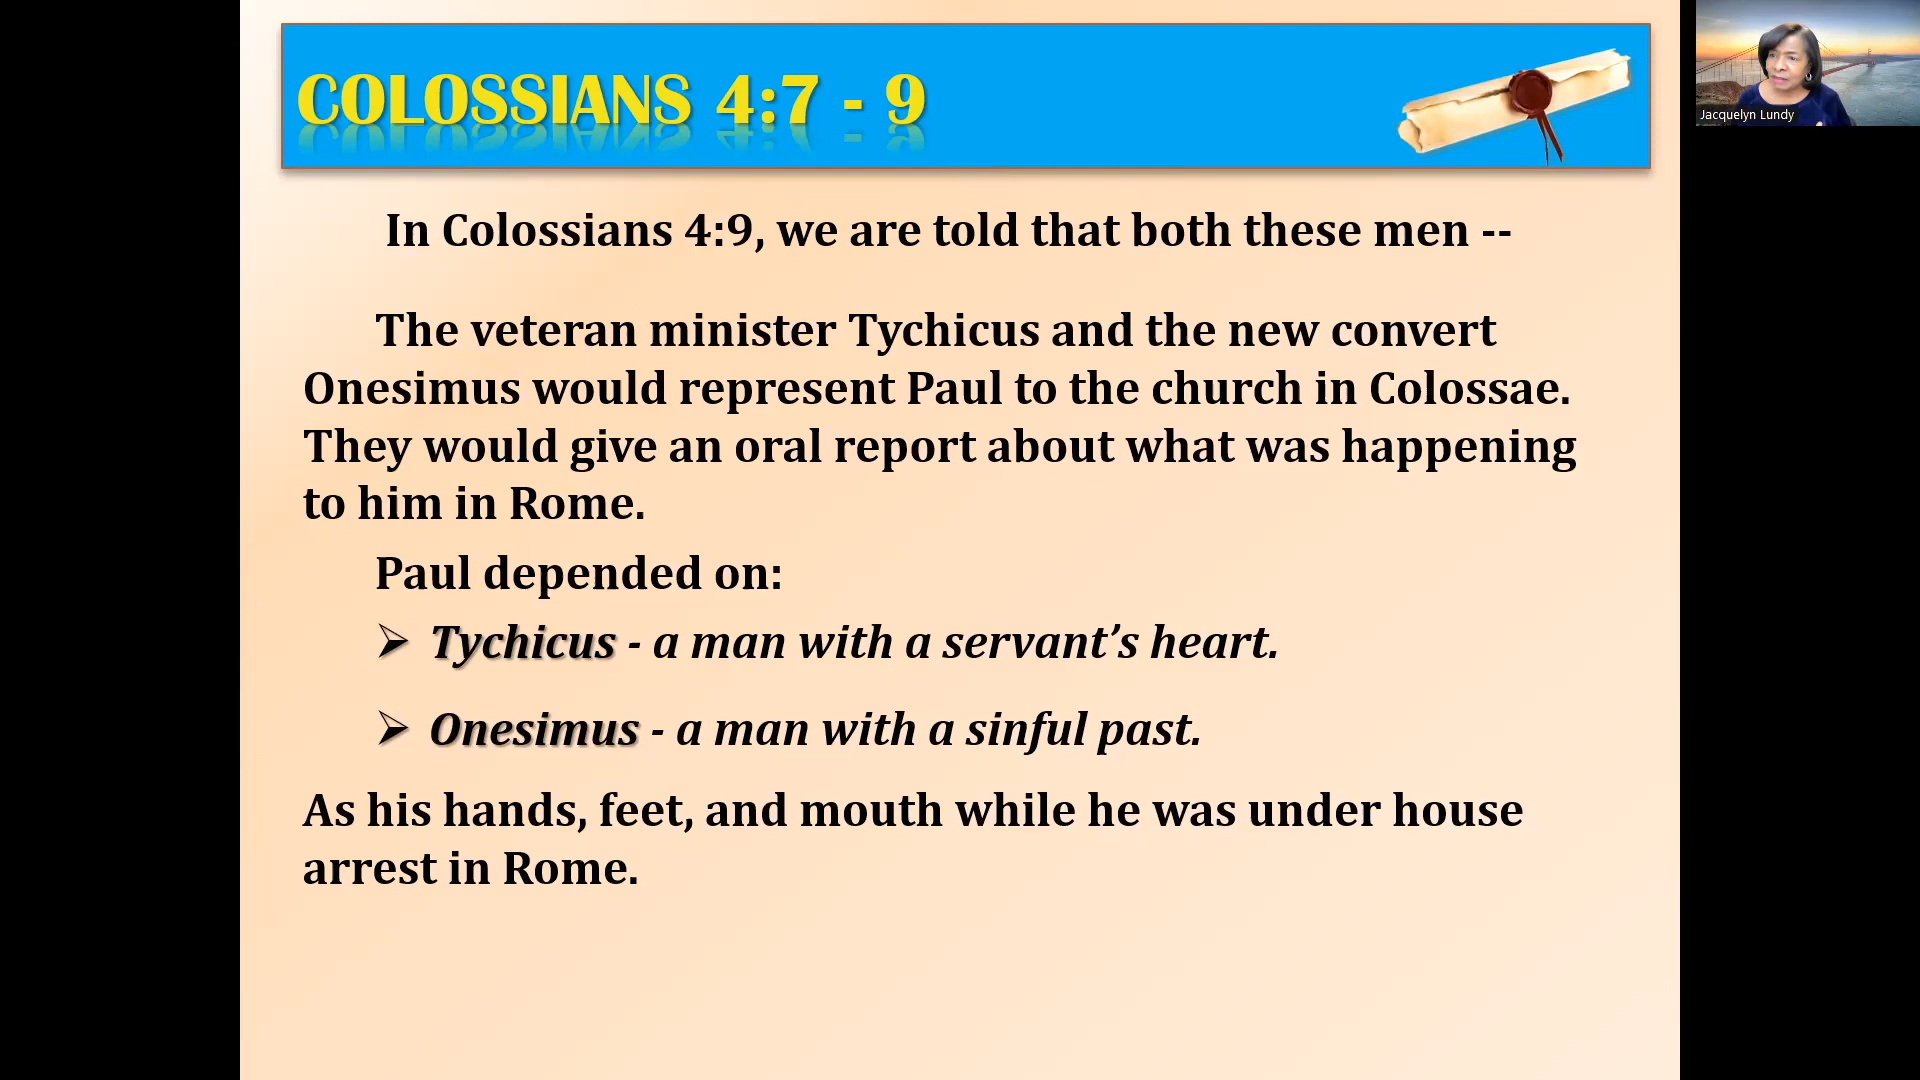 COLOSSIANS 4:7 - 9
Jacquelyn Lundy
In Colossians 4:9, we are told that both these men --
The veteran minister Tychicus and the new convert
Onesimus would represent Paul to the church in Colossae.
They would give an oral report about what was happening
to him in Rome.
Paul depended on:
➢ Tychicus - a man with a servant’s heart.
➢ Onesimus - a man with a sinful past.
As his hands, feet, and mouth while he was under house
arrest in Rome.